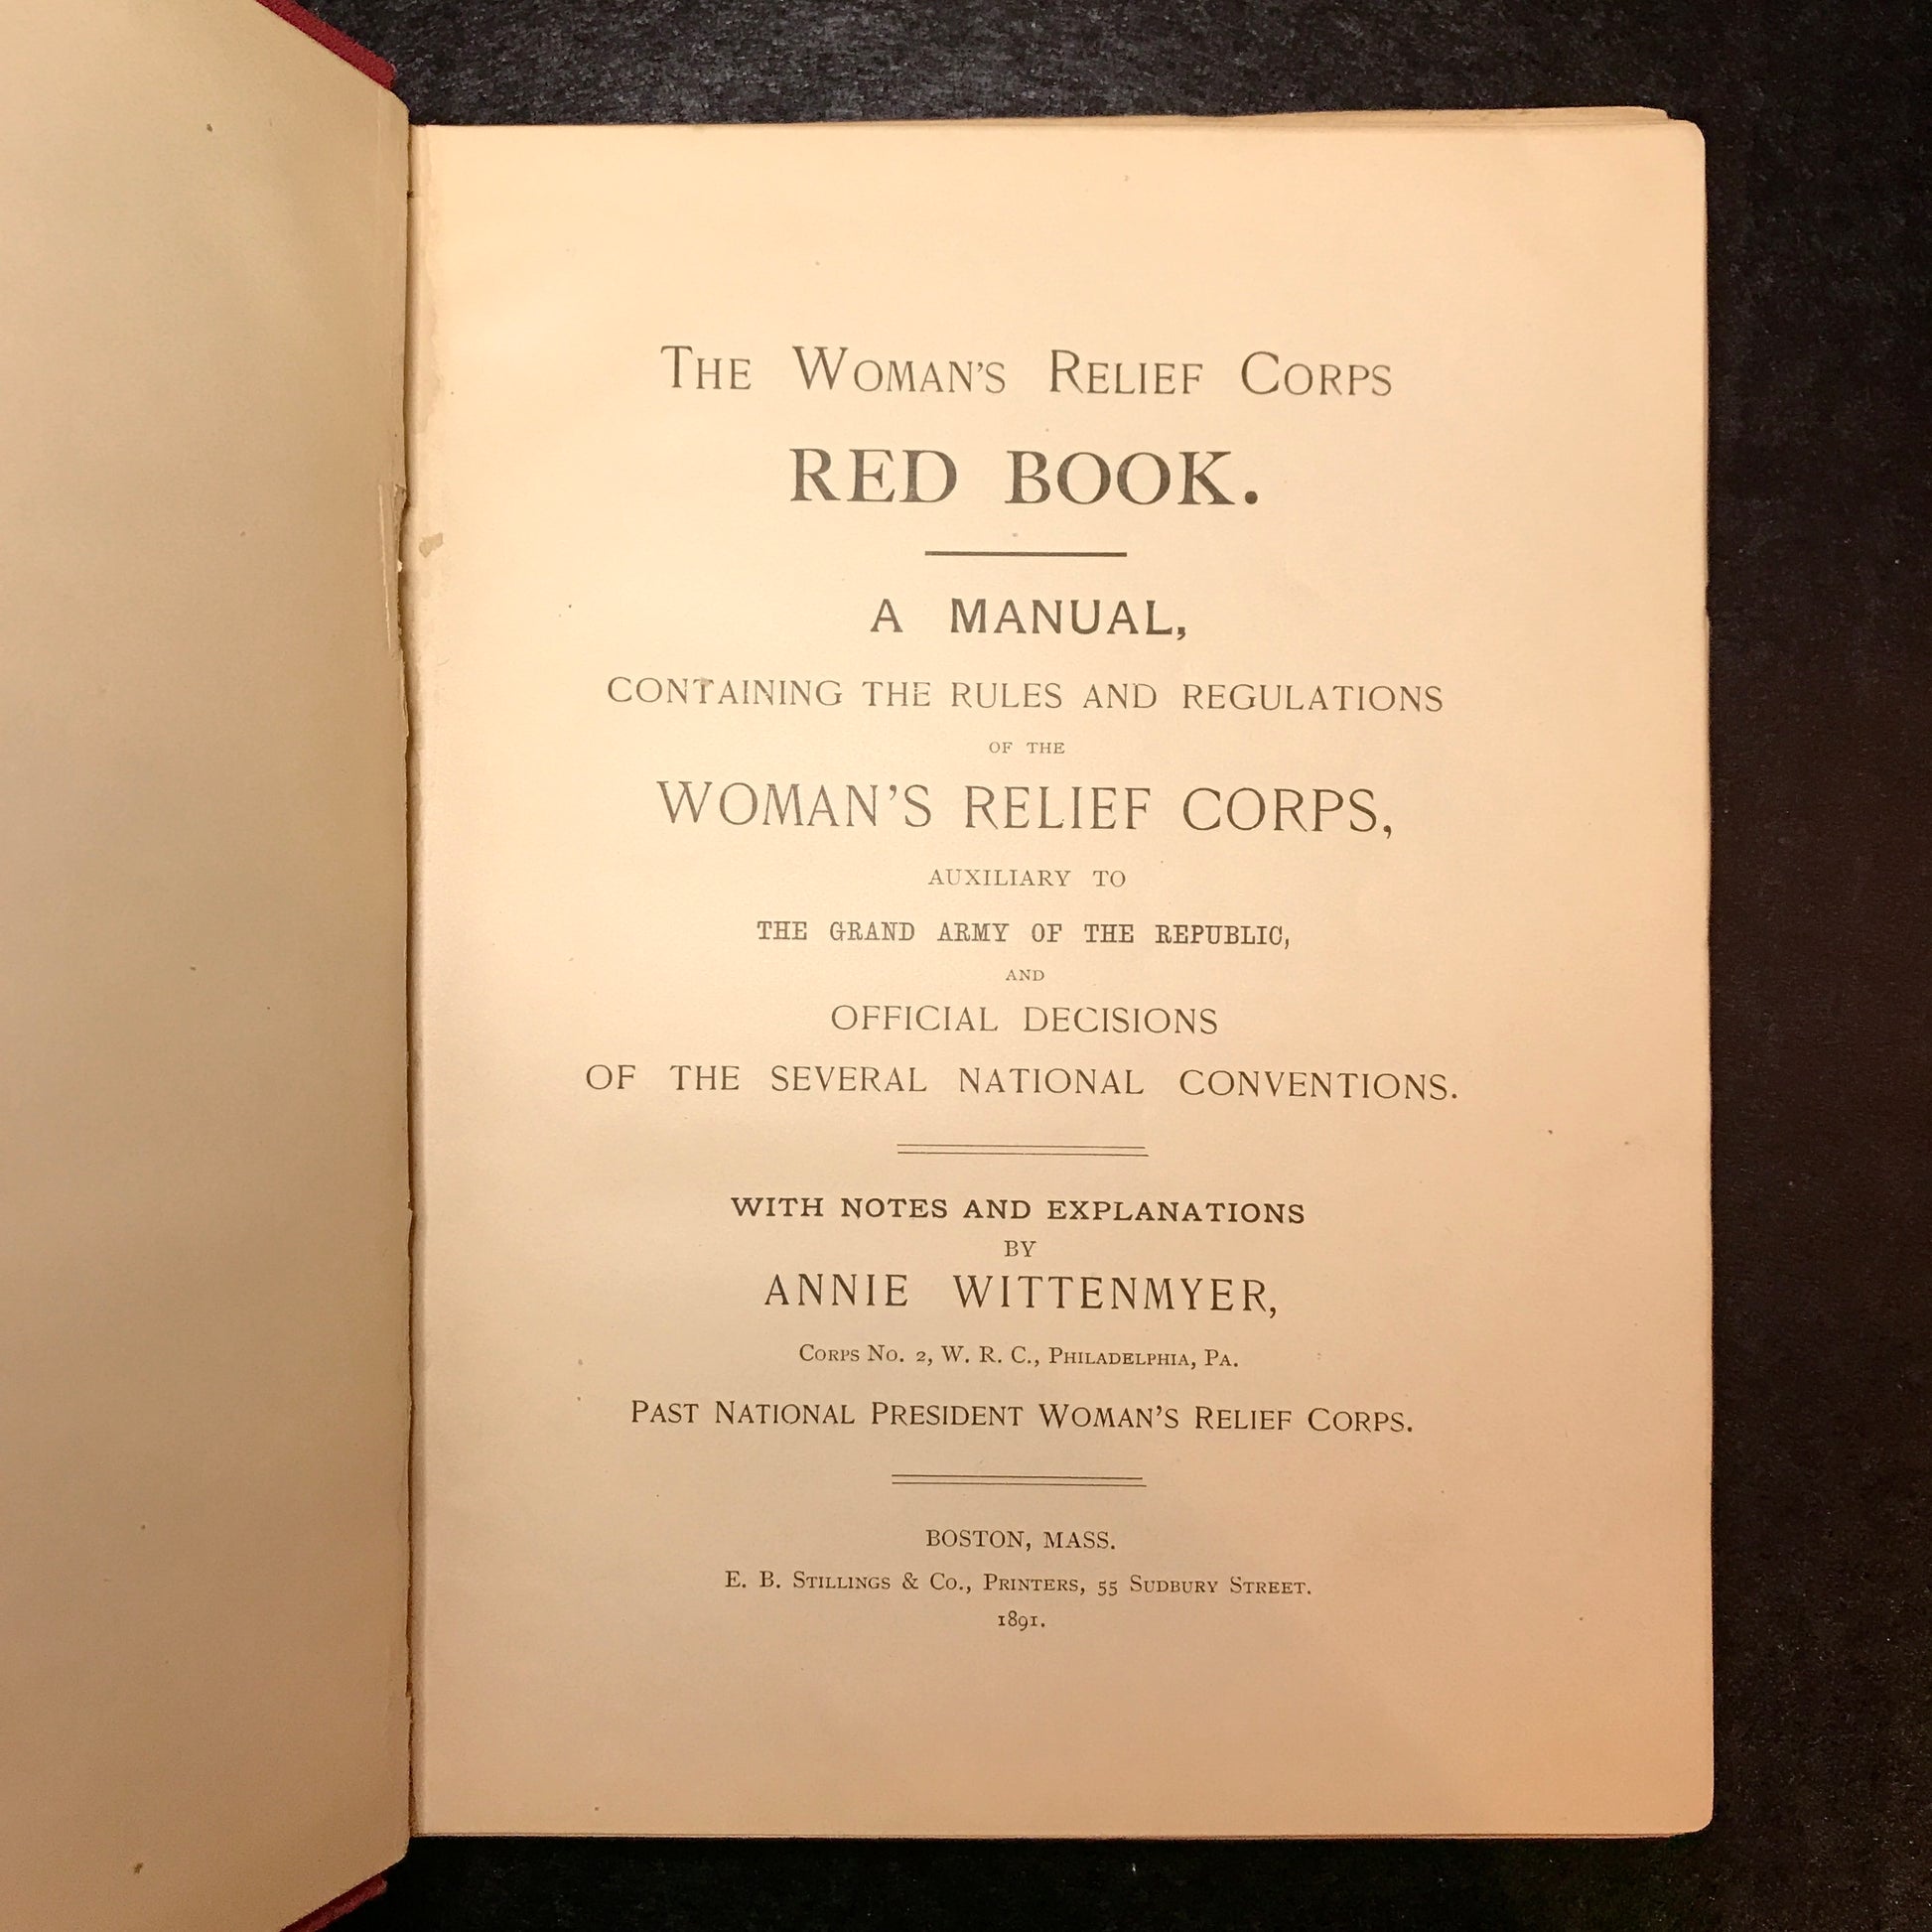 The Woman's Relief Corps
RED BOOK.
A MANUAL,
CONTAINING THE RULES AND REGULATIONS
OF THE
WOMAN'S RELIEF CORPS,
AUXILIARY TO
THE GRAND ARMY OF THE REPUBLIC,
AND
OFFICIAL DECISIONS
OF THE SEVERAL NATIONAL CONVENTIONS.
WITH NOTES AND EXPLANATIONS
BY
ANNIE WITTENMYER,
Corps No. 2, W. R. C., Philadelphia, Pa.
Past National President Woman's Relief Corps.
BOSTON, MASS.
E. B. Stillings & Co., Printers, 55 Sudbury Street.
1891.